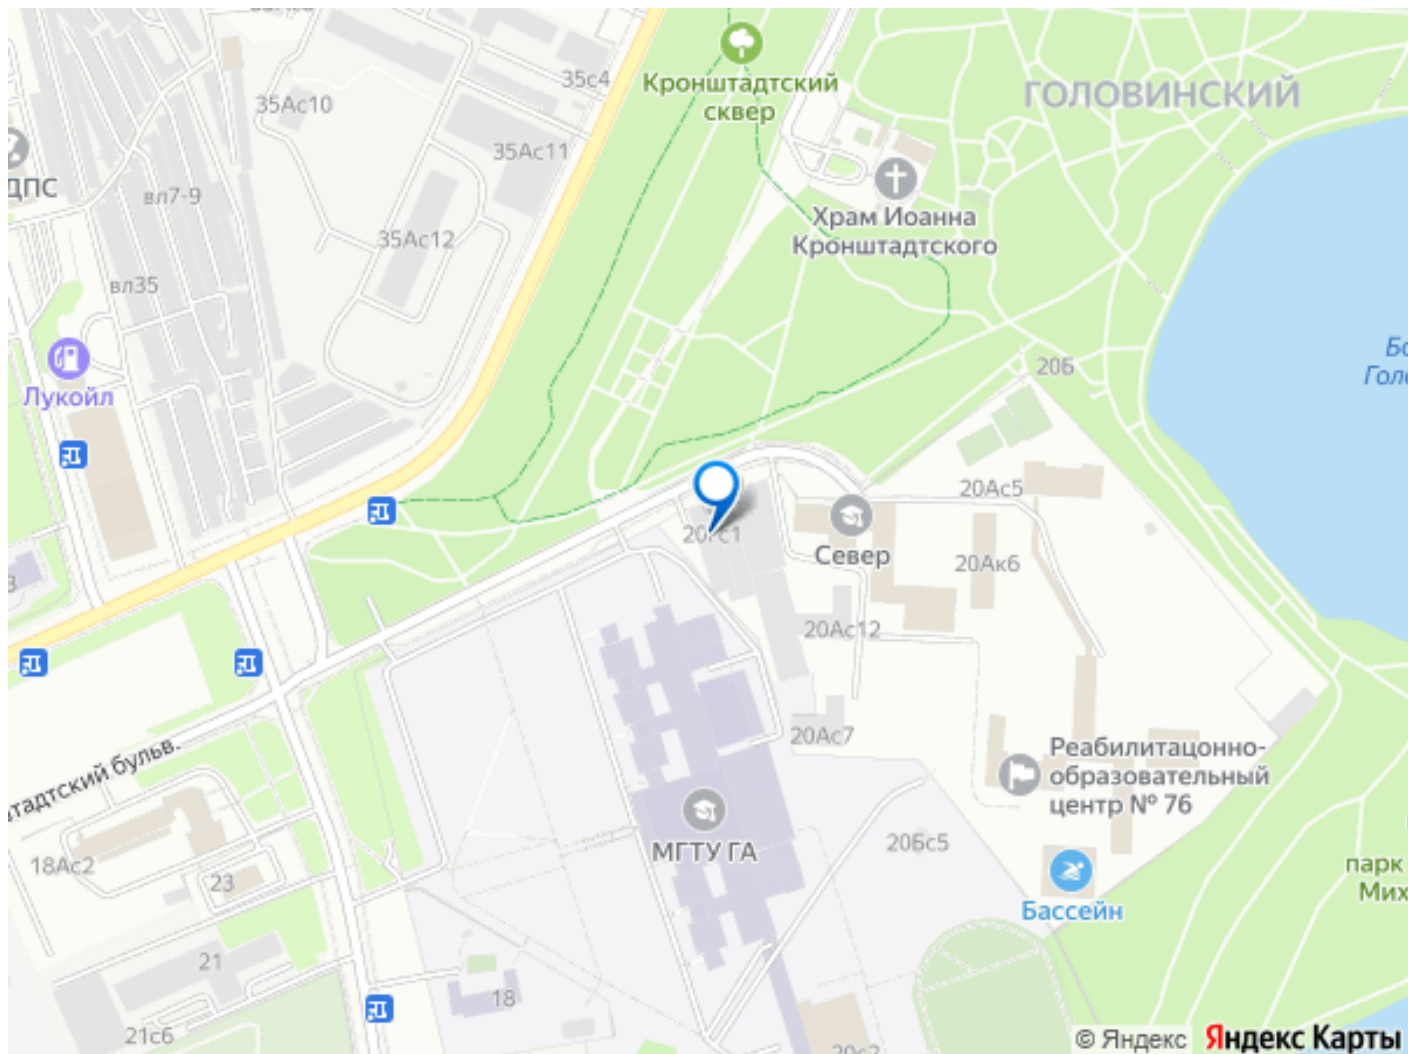 35с4
35Ас10
Кронштадтский
сквер
ГОЛОВИНСКИЙ
35Ас11
ДПС
вл7-9
Храм Иоанна
Кронштадтского
35Ас12
вл35
Лукойл
20Б
20Ас5
Север
20Ак6
20Ас12
20Ас7
Реабилитационно-
образовательный
центр № 76
штадтский бульв.
МГТУ ГА
20Бс5
18Ас2
23
Бассейн
парк
21
18
21с6
© Яндекс
Яндекс Карты